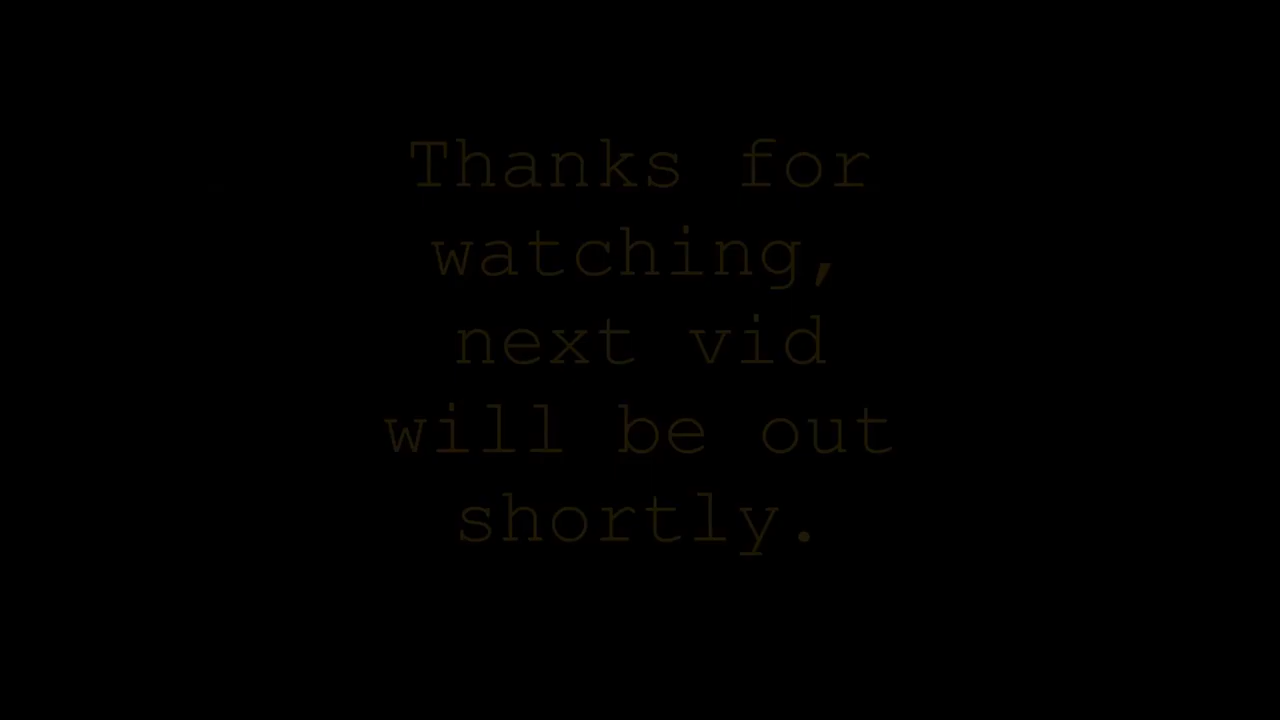 Thanks for
watching,
next vid
will be out
shortly.